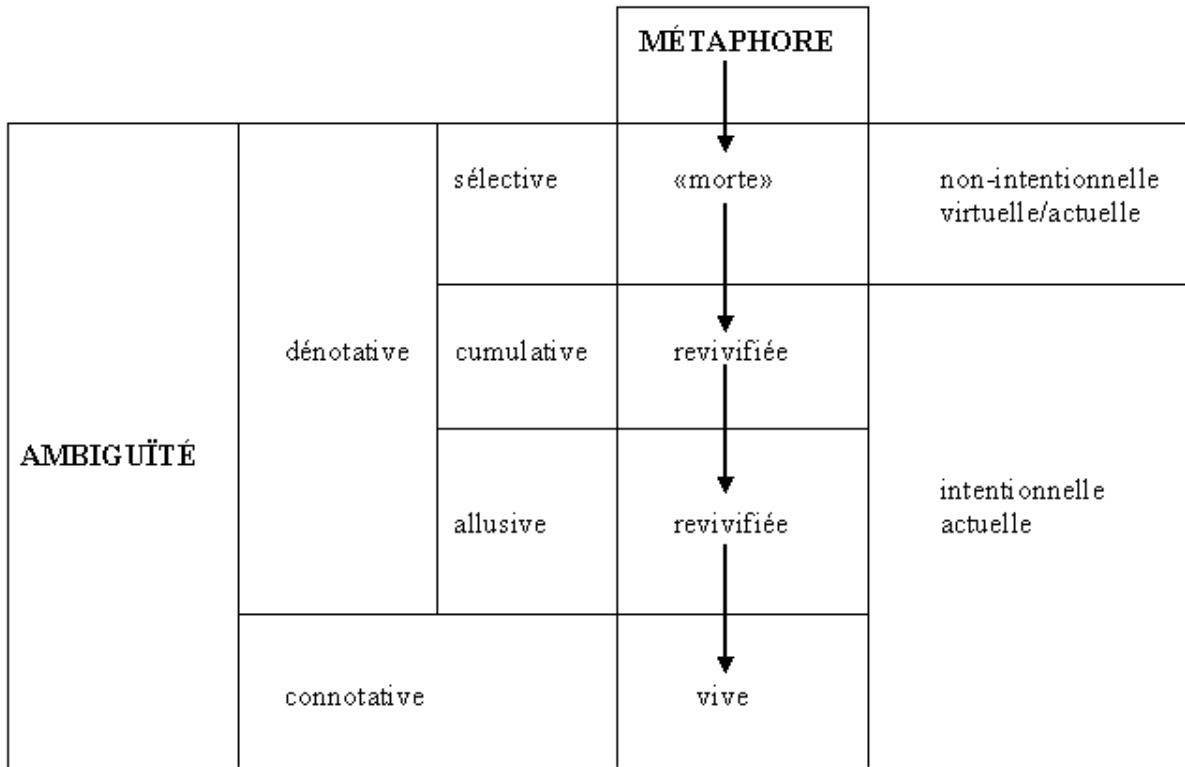 MÉTAPHORE
sélective
«morte»
non-intentionnelle
virtuelle/actuelle
dénotative
cumulative
revivifiée
AMBIGUÏTÉ
allusive
revivifiée
intentionnelle
actuelle
connotative
vive